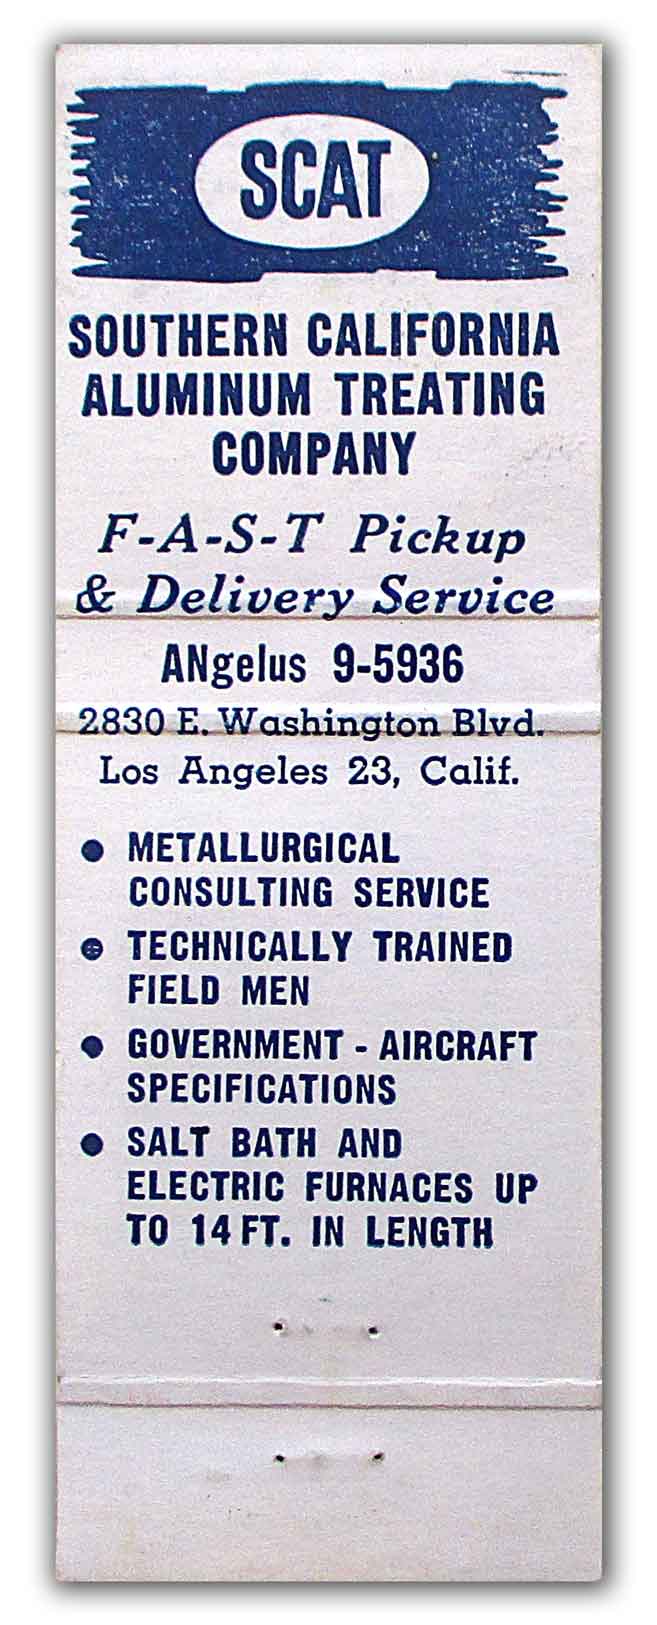 SCAT
SOUTHERN CALIFORNIA
ALUMINUM TREATING
COMPANY
F-A-S-T Pickup
& Delivery Service
ANgelus 9-5936
2830 E. Washington Blvd.
Los Angeles 23, Calif.
● METALLURGICAL
CONSULTING SERVICE
● TECHNICALLY TRAINED
FIELD MEN
● GOVERNMENT - AIRCRAFT
SPECIFICATIONS
● SALT BATH AND
ELECTRIC FURNACES UP
TO 14 FT. IN LENGTH